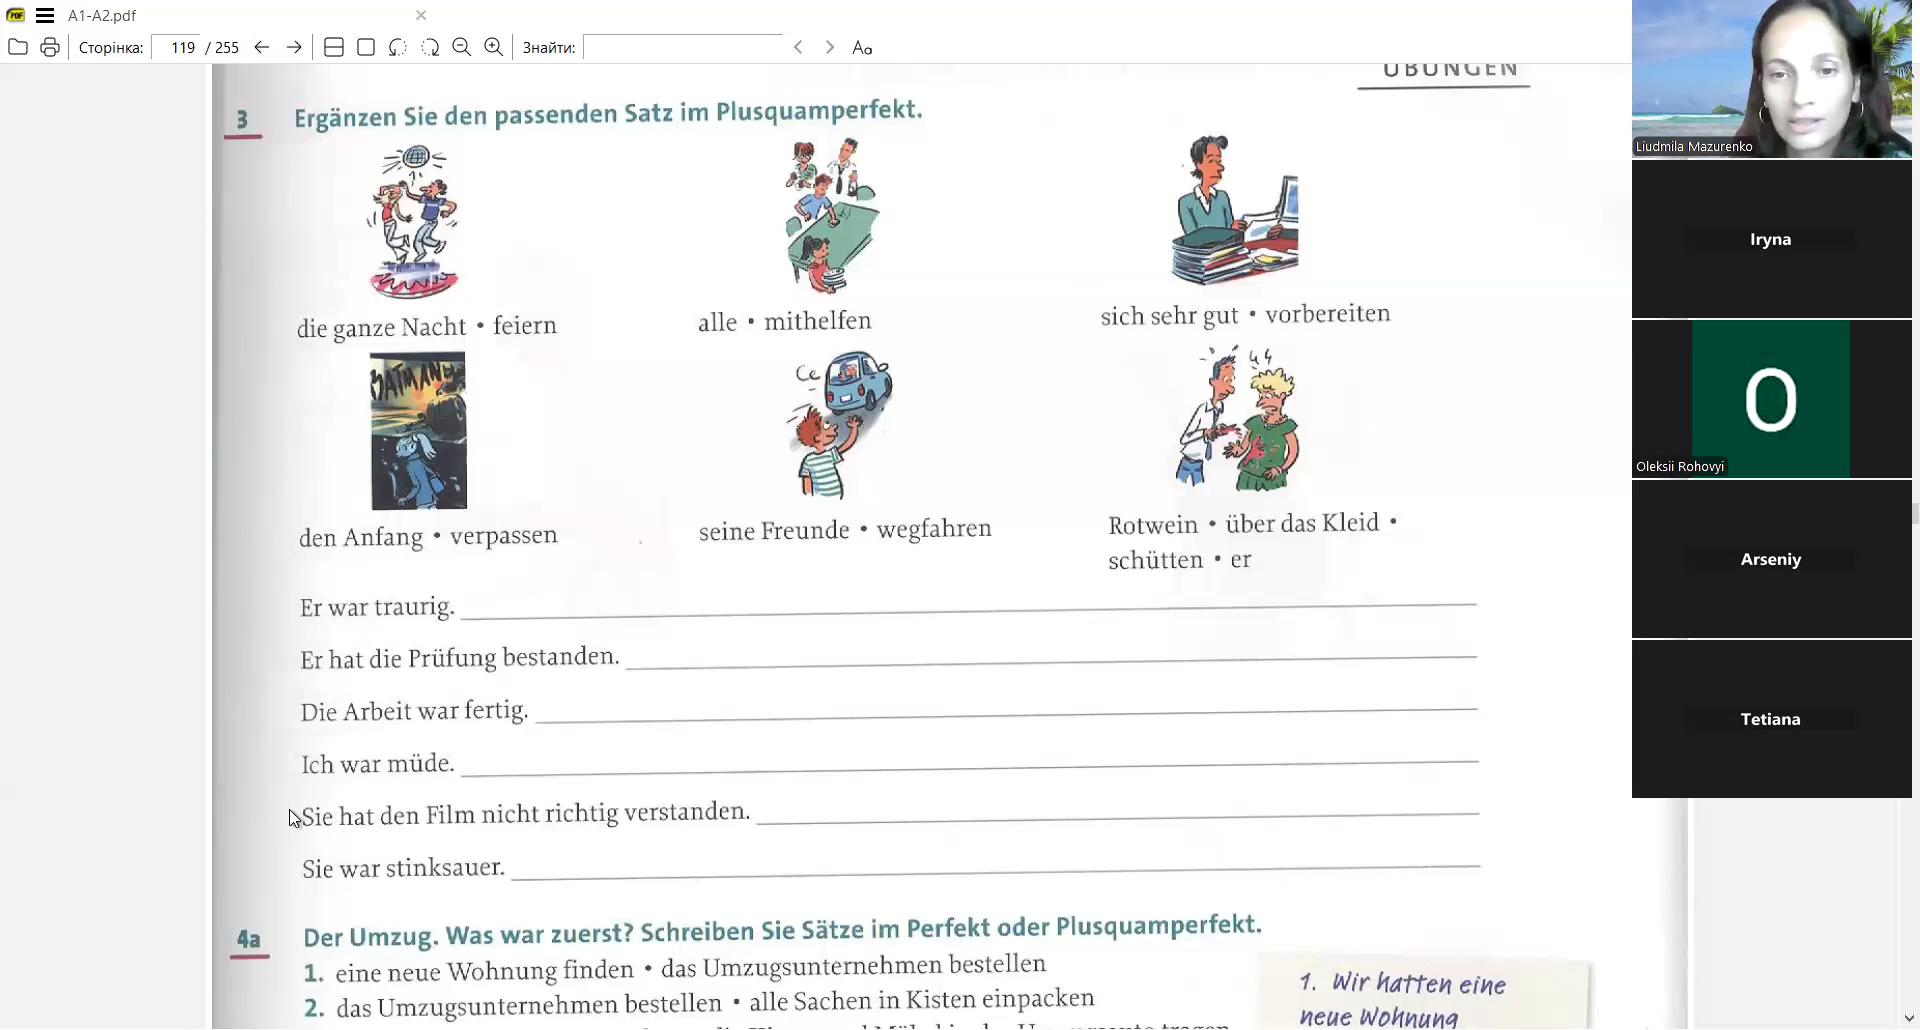 A1-A2.pdf
Сторінка: 119 / 255 Знайти: Aa
ÜBUNGEN
3 Ergänzen Sie den passenden Satz im Plusquamperfekt.
die ganze Nacht • feiern
alle • mithelfen
sich sehr gut • vorbereiten
BATMAN
den Anfang • verpassen
seine Freunde • wegfahren
Rotwein • über das Kleid •
schütten • er
Er war traurig.
Er hat die Prüfung bestanden.
Die Arbeit war fertig.
Ich war müde.
Sie hat den Film nicht richtig verstanden.
Sie war stinksauer.
4a Der Umzug. Was war zuerst? Schreiben Sie Sätze im Perfekt oder Plusquamperfekt.
1. eine neue Wohnung finden • das Umzugsunternehmen bestellen
2. das Umzugsunternehmen bestellen • alle Sachen in Kisten einpacken
1. Wir hatten eine
neue Wohnung
Liudmila Mazurenko
Iryna
O
Oleksii Rohovyi
Arseniy
Tetiana